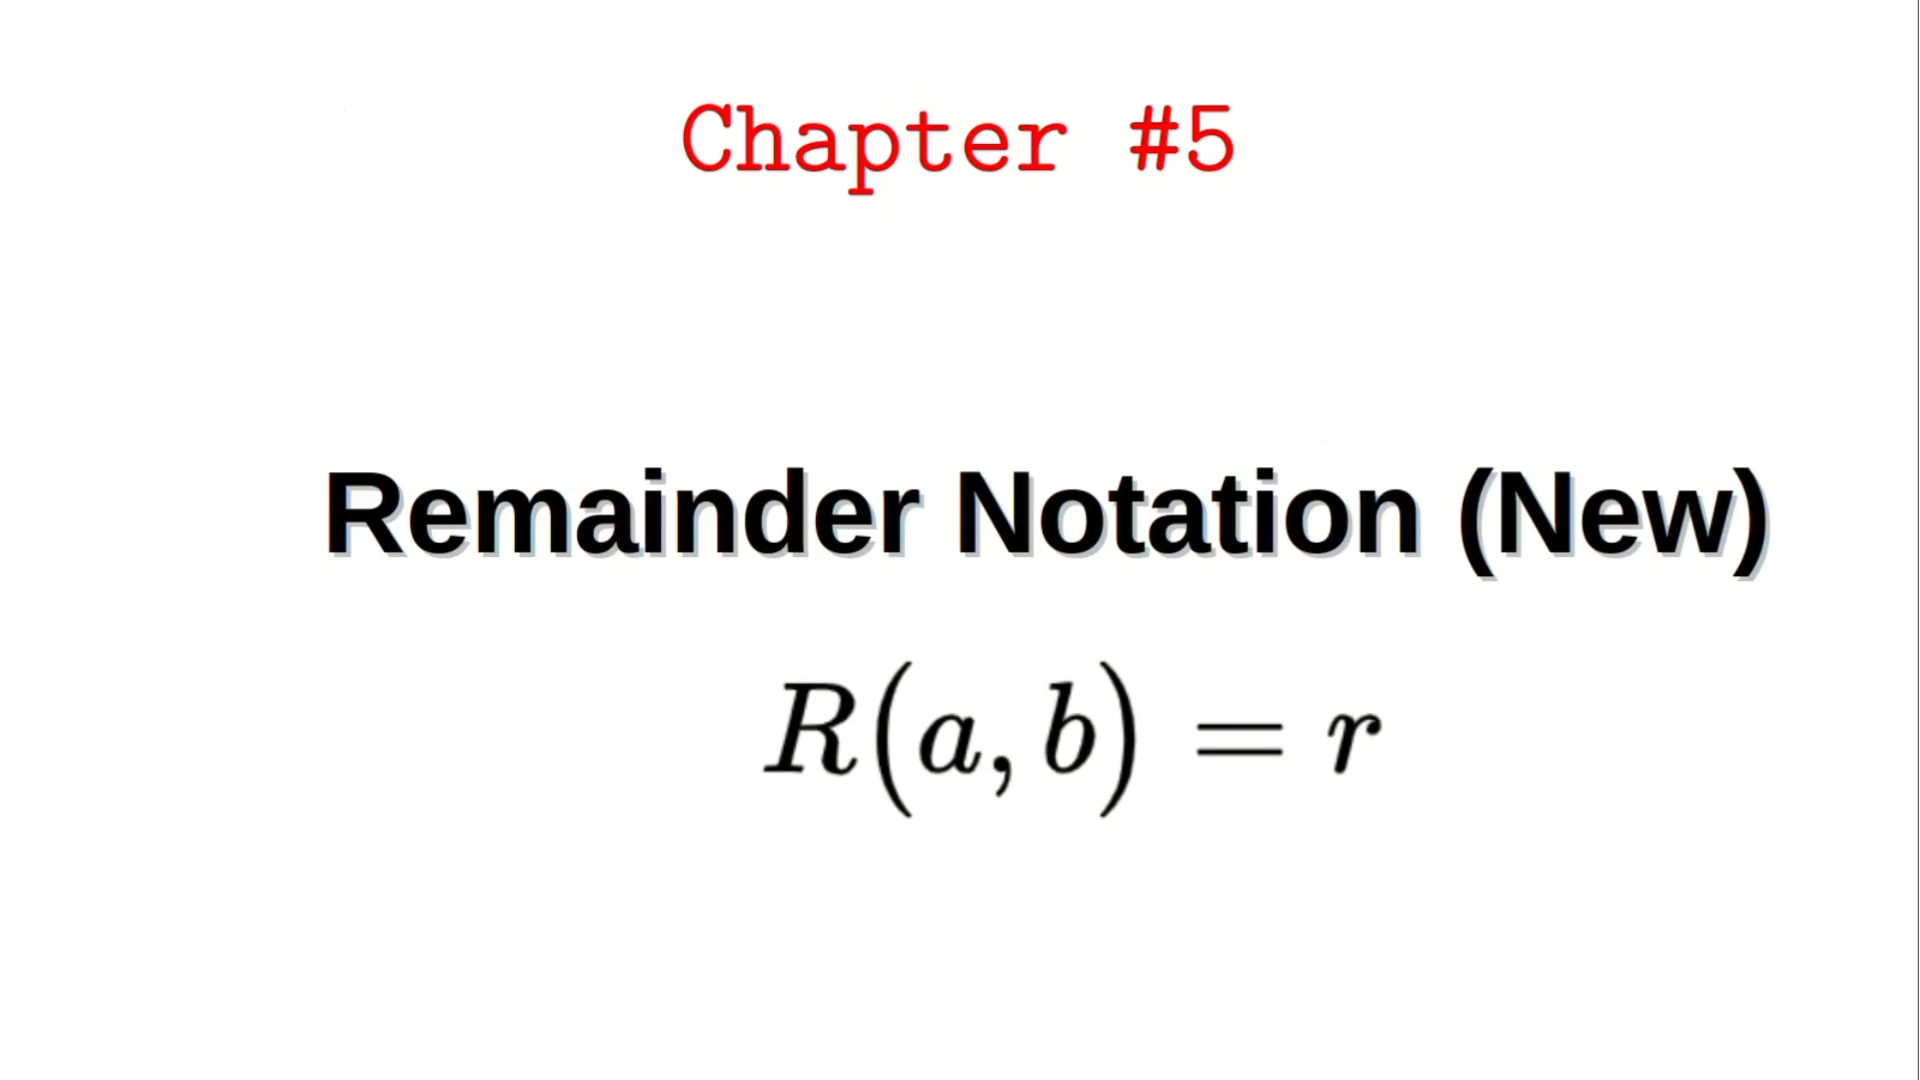 Chapter #5
Remainder Notation (New)
R(a, b) = r